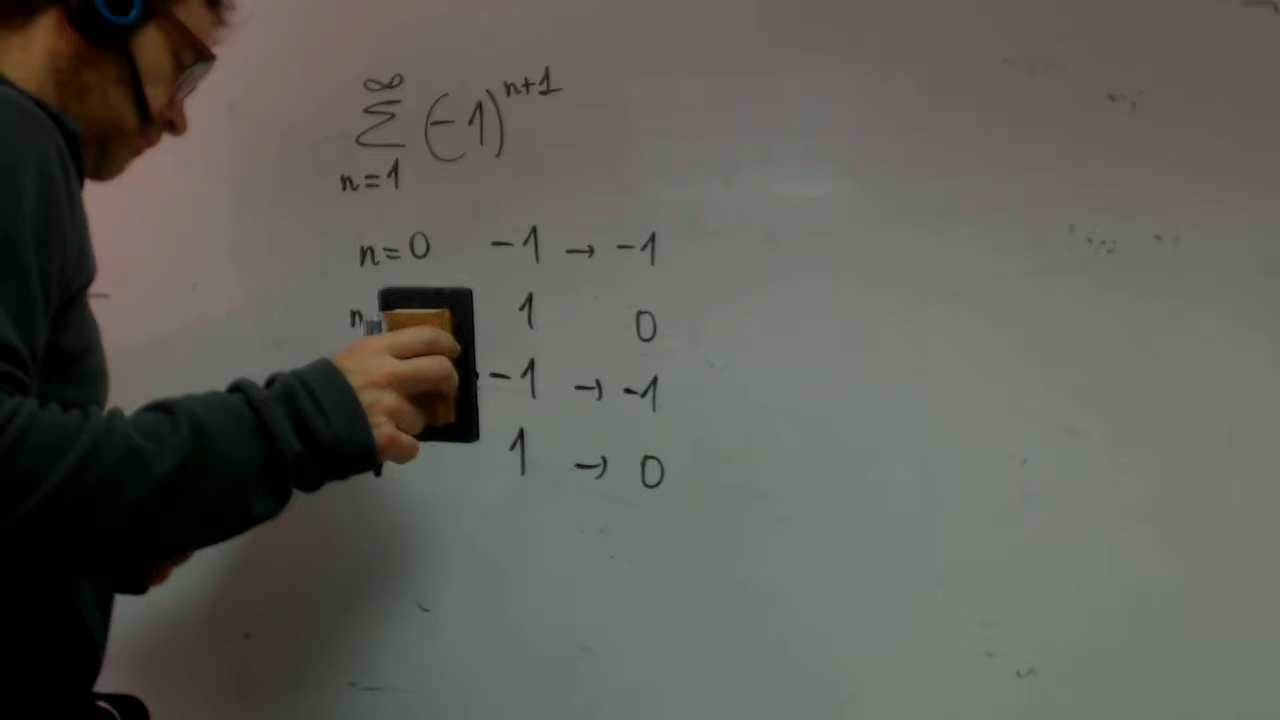 ∞
∑ (-1)^{n+1}
n=1
n=0 -1 → -1
n 1 0
-1 → -1
1 → 0